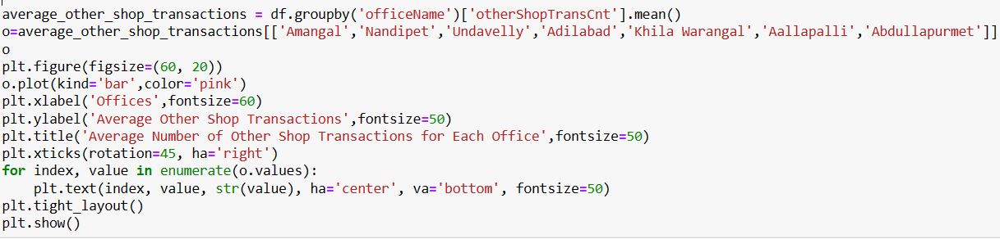 average_other_shop_transactions = df.groupby('officeName')['otherShopTransCnt'].mean()
o=average_other_shop_transactions[['Amangal','Nandipet','Undavelly','Adilabad','Khila Warangal','Aallapalli','Abdullapurmet']]
o
plt.figure(figsize=(60, 20))
o.plot(kind='bar',color='pink')
plt.xlabel('Offices',fontsize=60)
plt.ylabel('Average Other Shop Transactions',fontsize=50)
plt.title('Average Number of Other Shop Transactions for Each Office',fontsize=50)
plt.xticks(rotation=45, ha='right')
for index, value in enumerate(o.values):
    plt.text(index, value, str(value), ha='center', va='bottom', fontsize=50)
plt.tight_layout()
plt.show()